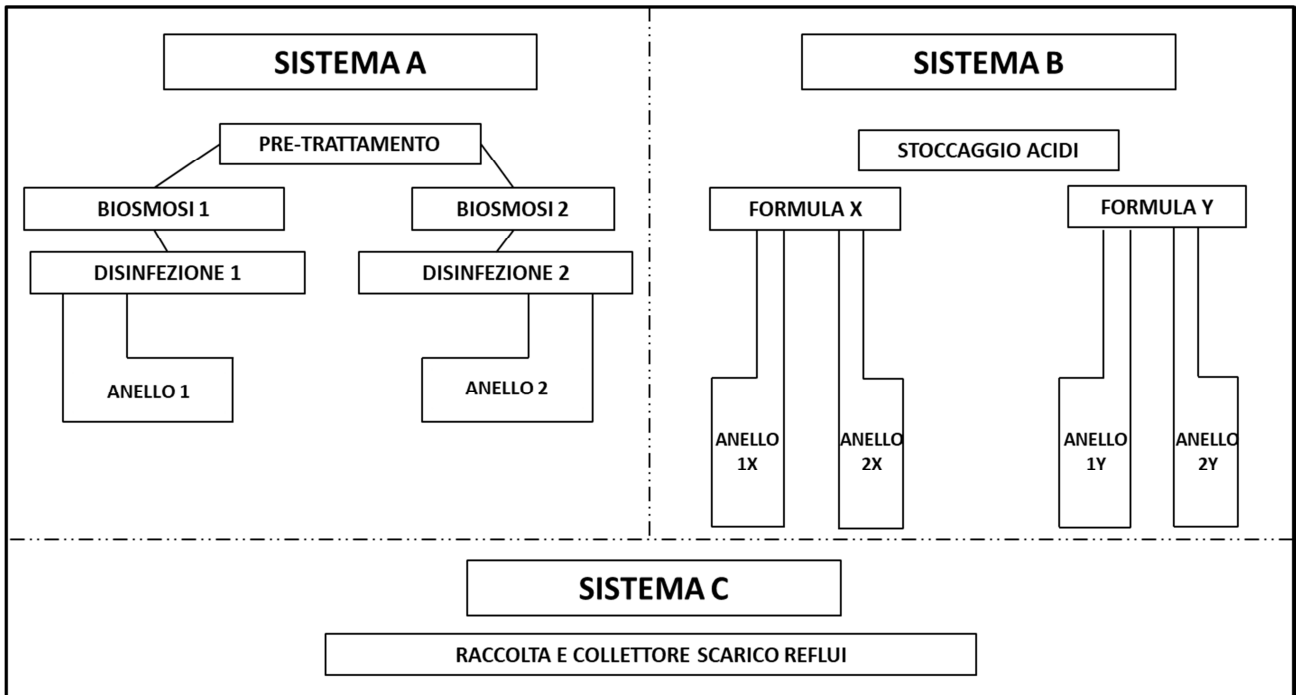 SISTEMA A
PRE-TRATTAMENTO
BIOSMOSI 1
BIOSMOSI 2
DISINFEZIONE 1
DISINFEZIONE 2
ANELLO 1
ANELLO 2
SISTEMA B
STOCCAGGIO ACIDI
FORMULA X
FORMULA Y
ANELLO
1X
ANELLO
2X
ANELLO
1Y
ANELLO
2Y
SISTEMA C
RACCOLTA E COLLETTORE SCARICO REFLUI